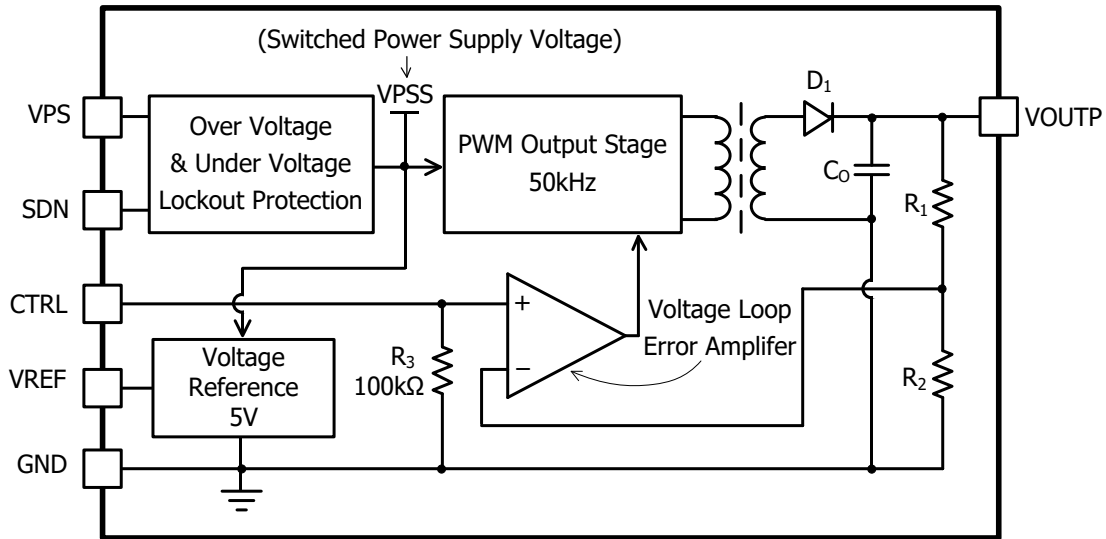 (Switched Power Supply Voltage)
VPSS
D1
VPS
Over Voltage
& Under Voltage
Lockout Protection
PWM Output Stage
50kHz
VOUTP
CO
R1
SDN
CTRL
+
Voltage Loop
Error Amplifer
R3
100kΩ
−
VREF
Voltage
Reference
5V
R2
GND